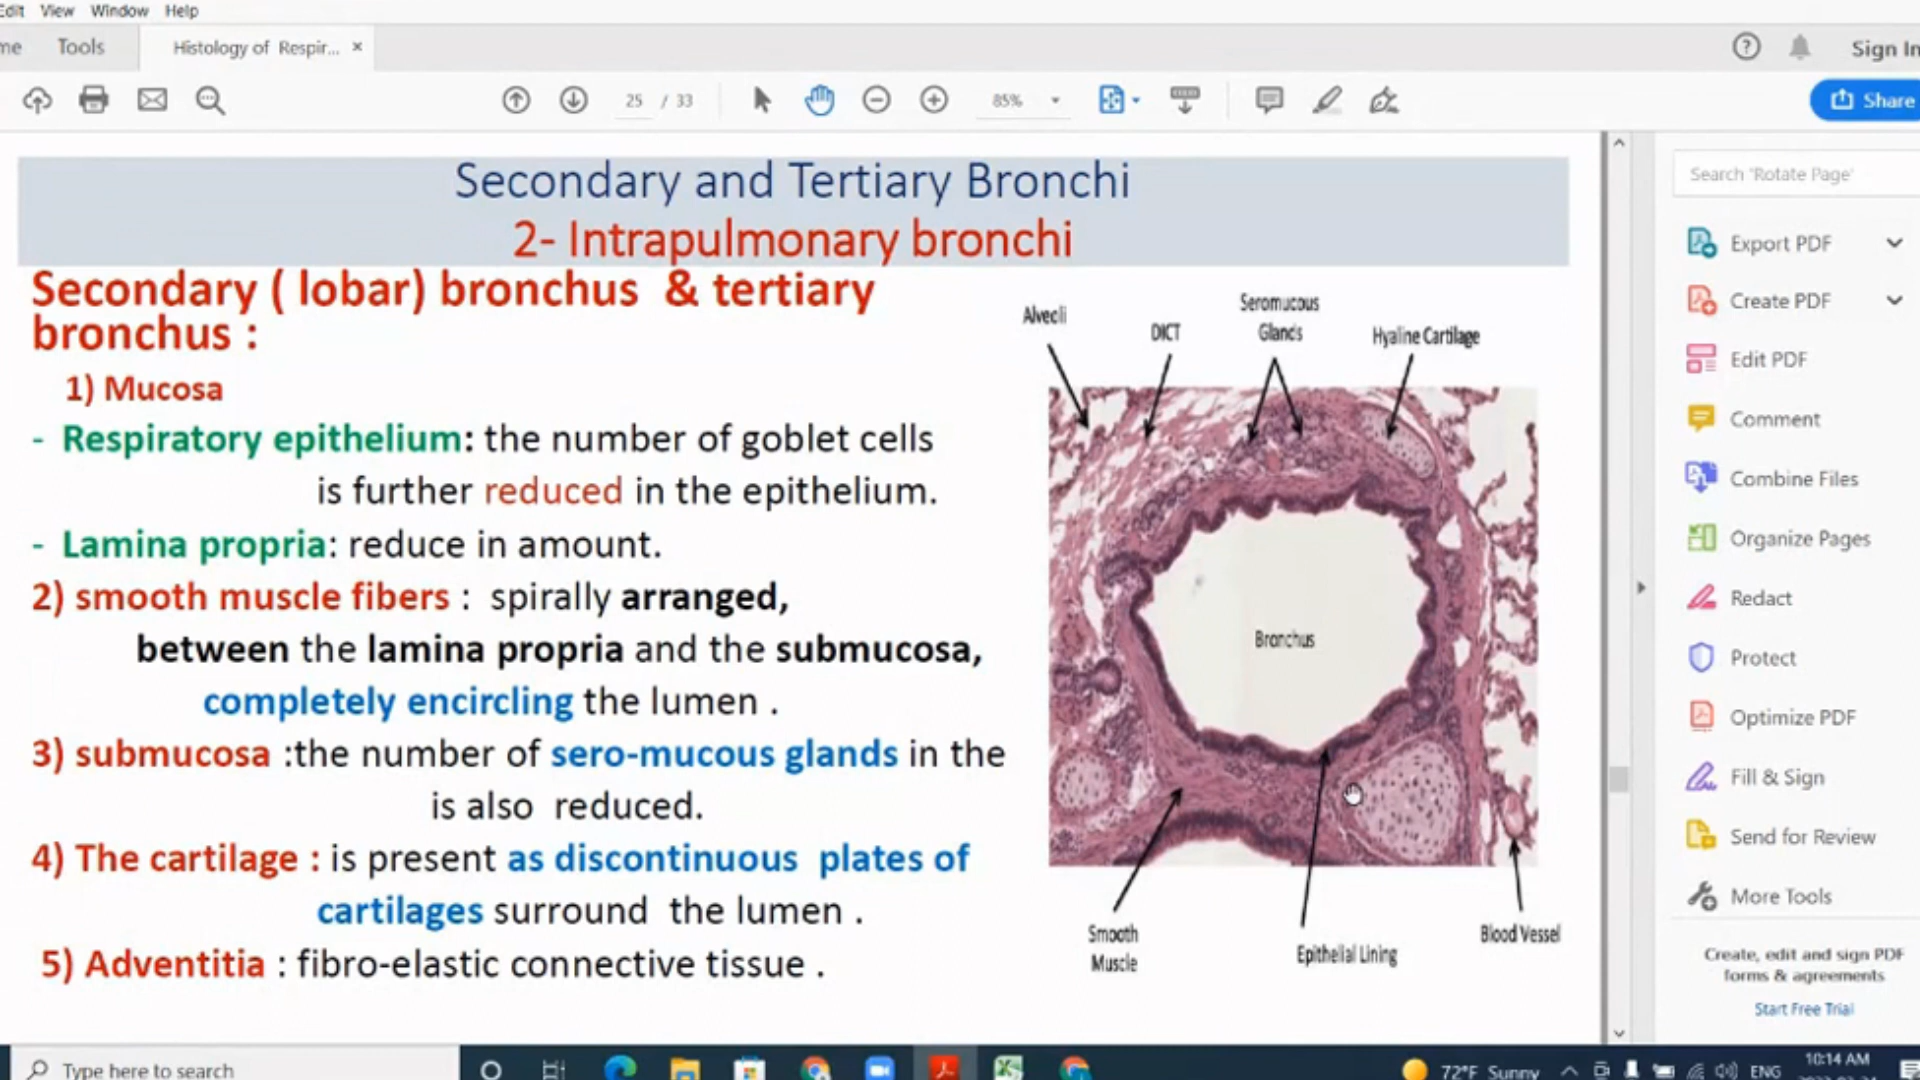 Edit View Window Help
me Tools Histology of Respir... ×
? Sign In
25 / 33 85% Share
Secondary and Tertiary Bronchi
2- Intrapulmonary bronchi
Secondary ( lobar) bronchus & tertiary
bronchus :
1) Mucosa
- Respiratory epithelium: the number of goblet cells
is further reduced in the epithelium.
- Lamina propria: reduce in amount.
2) smooth muscle fibers : spirally arranged,
between the lamina propria and the submucosa,
completely encircling the lumen .
3) submucosa :the number of sero-mucous glands in the
is also reduced.
4) The cartilage : is present as discontinuous plates of
cartilages surround the lumen .
5) Adventitia : fibro-elastic connective tissue .
Alveoli
DICT
Seromucous
Glands
Hyaline Cartilage
Bronchus
Smooth
Muscle
Epithelial Lining
Blood Vessel
Search 'Rotate Page'
Export PDF
Create PDF
Edit PDF
Comment
Combine Files
Organize Pages
Redact
Protect
Optimize PDF
Fill & Sign
Send for Review
More Tools
Create, edit and sign PDF
forms & agreements
Start Free Trial
Type here to search
72°F Sunny ENG 10:14 AM